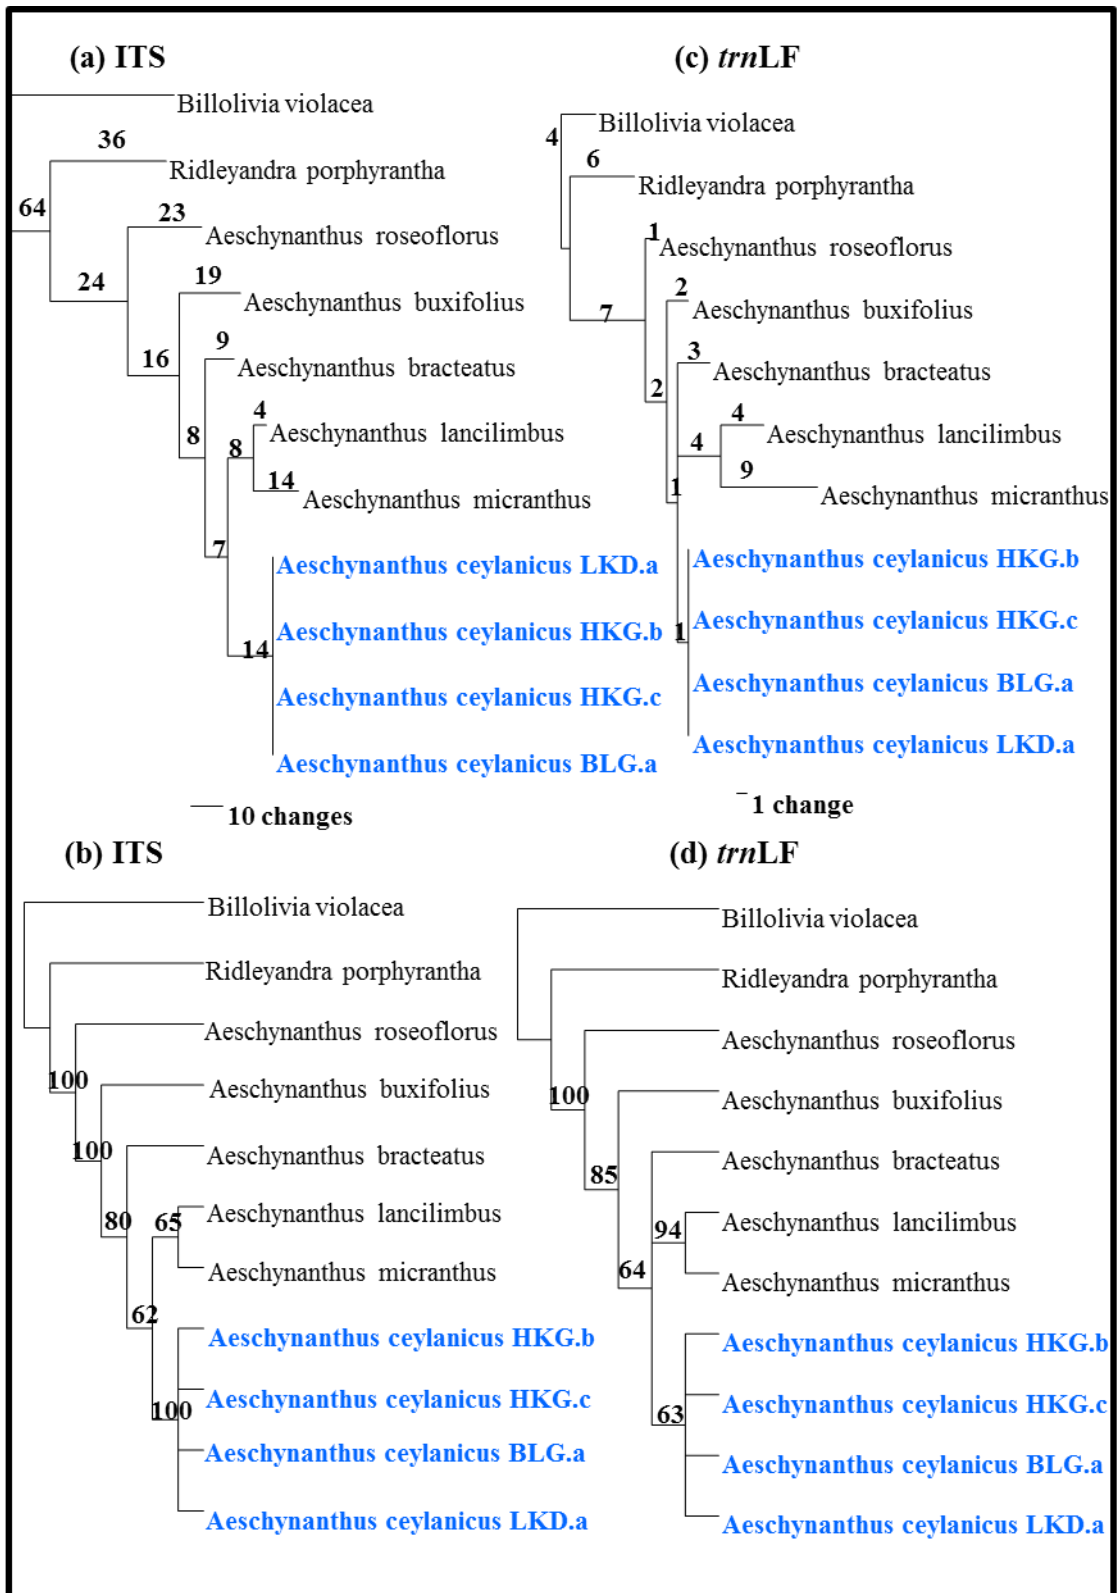 (a) ITS
Billolivia violacea
36
Ridleyandra porphyrantha
64
23
Aeschynanthus roseoflorus
24
19
Aeschynanthus buxifolius
16
9
Aeschynanthus bracteatus
8
4
Aeschynanthus lancilimbus
8
14
Aeschynanthus micranthus
7
Aeschynanthus ceylanicus LKD.a
Aeschynanthus ceylanicus HKG.b
14
Aeschynanthus ceylanicus HKG.c
Aeschynanthus ceylanicus BLG.a
10 changes
(c) trnLF
Billolivia violacea
4
6
Ridleyandra porphyrantha
1
Aeschynanthus roseoflorus
2
Aeschynanthus buxifolius
7
3
Aeschynanthus bracteatus
2
4
Aeschynanthus lancilimbus
4
9
Aeschynanthus micranthus
1
Aeschynanthus ceylanicus HKG.b
Aeschynanthus ceylanicus HKG.c
1
Aeschynanthus ceylanicus BLG.a
Aeschynanthus ceylanicus LKD.a
1 change
(b) ITS
Billolivia violacea
Ridleyandra porphyrantha
Aeschynanthus roseoflorus
100
Aeschynanthus buxifolius
100
Aeschynanthus bracteatus
80
65
Aeschynanthus lancilimbus
Aeschynanthus micranthus
62
Aeschynanthus ceylanicus HKG.b
Aeschynanthus ceylanicus HKG.c
100
Aeschynanthus ceylanicus BLG.a
Aeschynanthus ceylanicus LKD.a
(d) trnLF
Billolivia violacea
Ridleyandra porphyrantha
Aeschynanthus roseoflorus
100
Aeschynanthus buxifolius
85
Aeschynanthus bracteatus
94
Aeschynanthus lancilimbus
64
Aeschynanthus micranthus
Aeschynanthus ceylanicus HKG.b
Aeschynanthus ceylanicus HKG.c
63
Aeschynanthus ceylanicus BLG.a
Aeschynanthus ceylanicus LKD.a